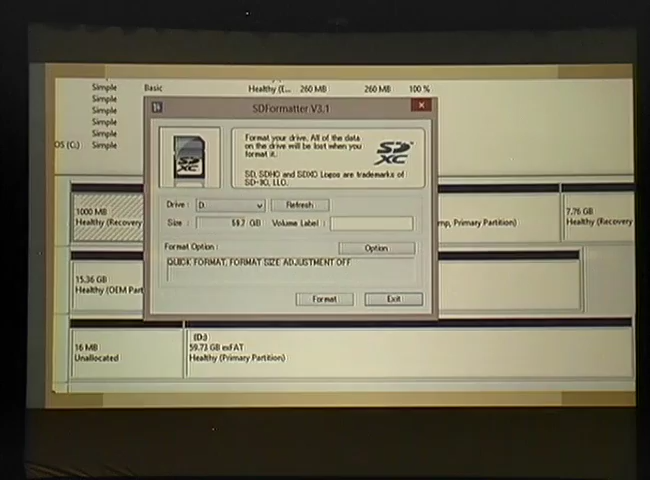 Simple Basic Healthy (E... 260 MB 260 MB 100 %
Simple
Simple
Simple
Simple
OS (C:) Simple
SDFormatter V3.1
Format your drive. All of the data
on the drive will be lost when you
format it.
SD, SDHC and SDXC Logos are trademarks of
SD-3C, LLC.
SD
XC
Drive : D: Refresh
Size : 59.7 GB Volume Label :
Format Option : Option
QUICK FORMAT, FORMAT SIZE ADJUSTMENT OFF
Format Exit
1000 MB
Healthy (Recovery
mp, Primary Partition)
7.76 GB
Healthy (Recovery
15.36 GB
Healthy (OEM Part
16 MB
Unallocated
(D:)
59.73 GB exFAT
Healthy (Primary Partition)